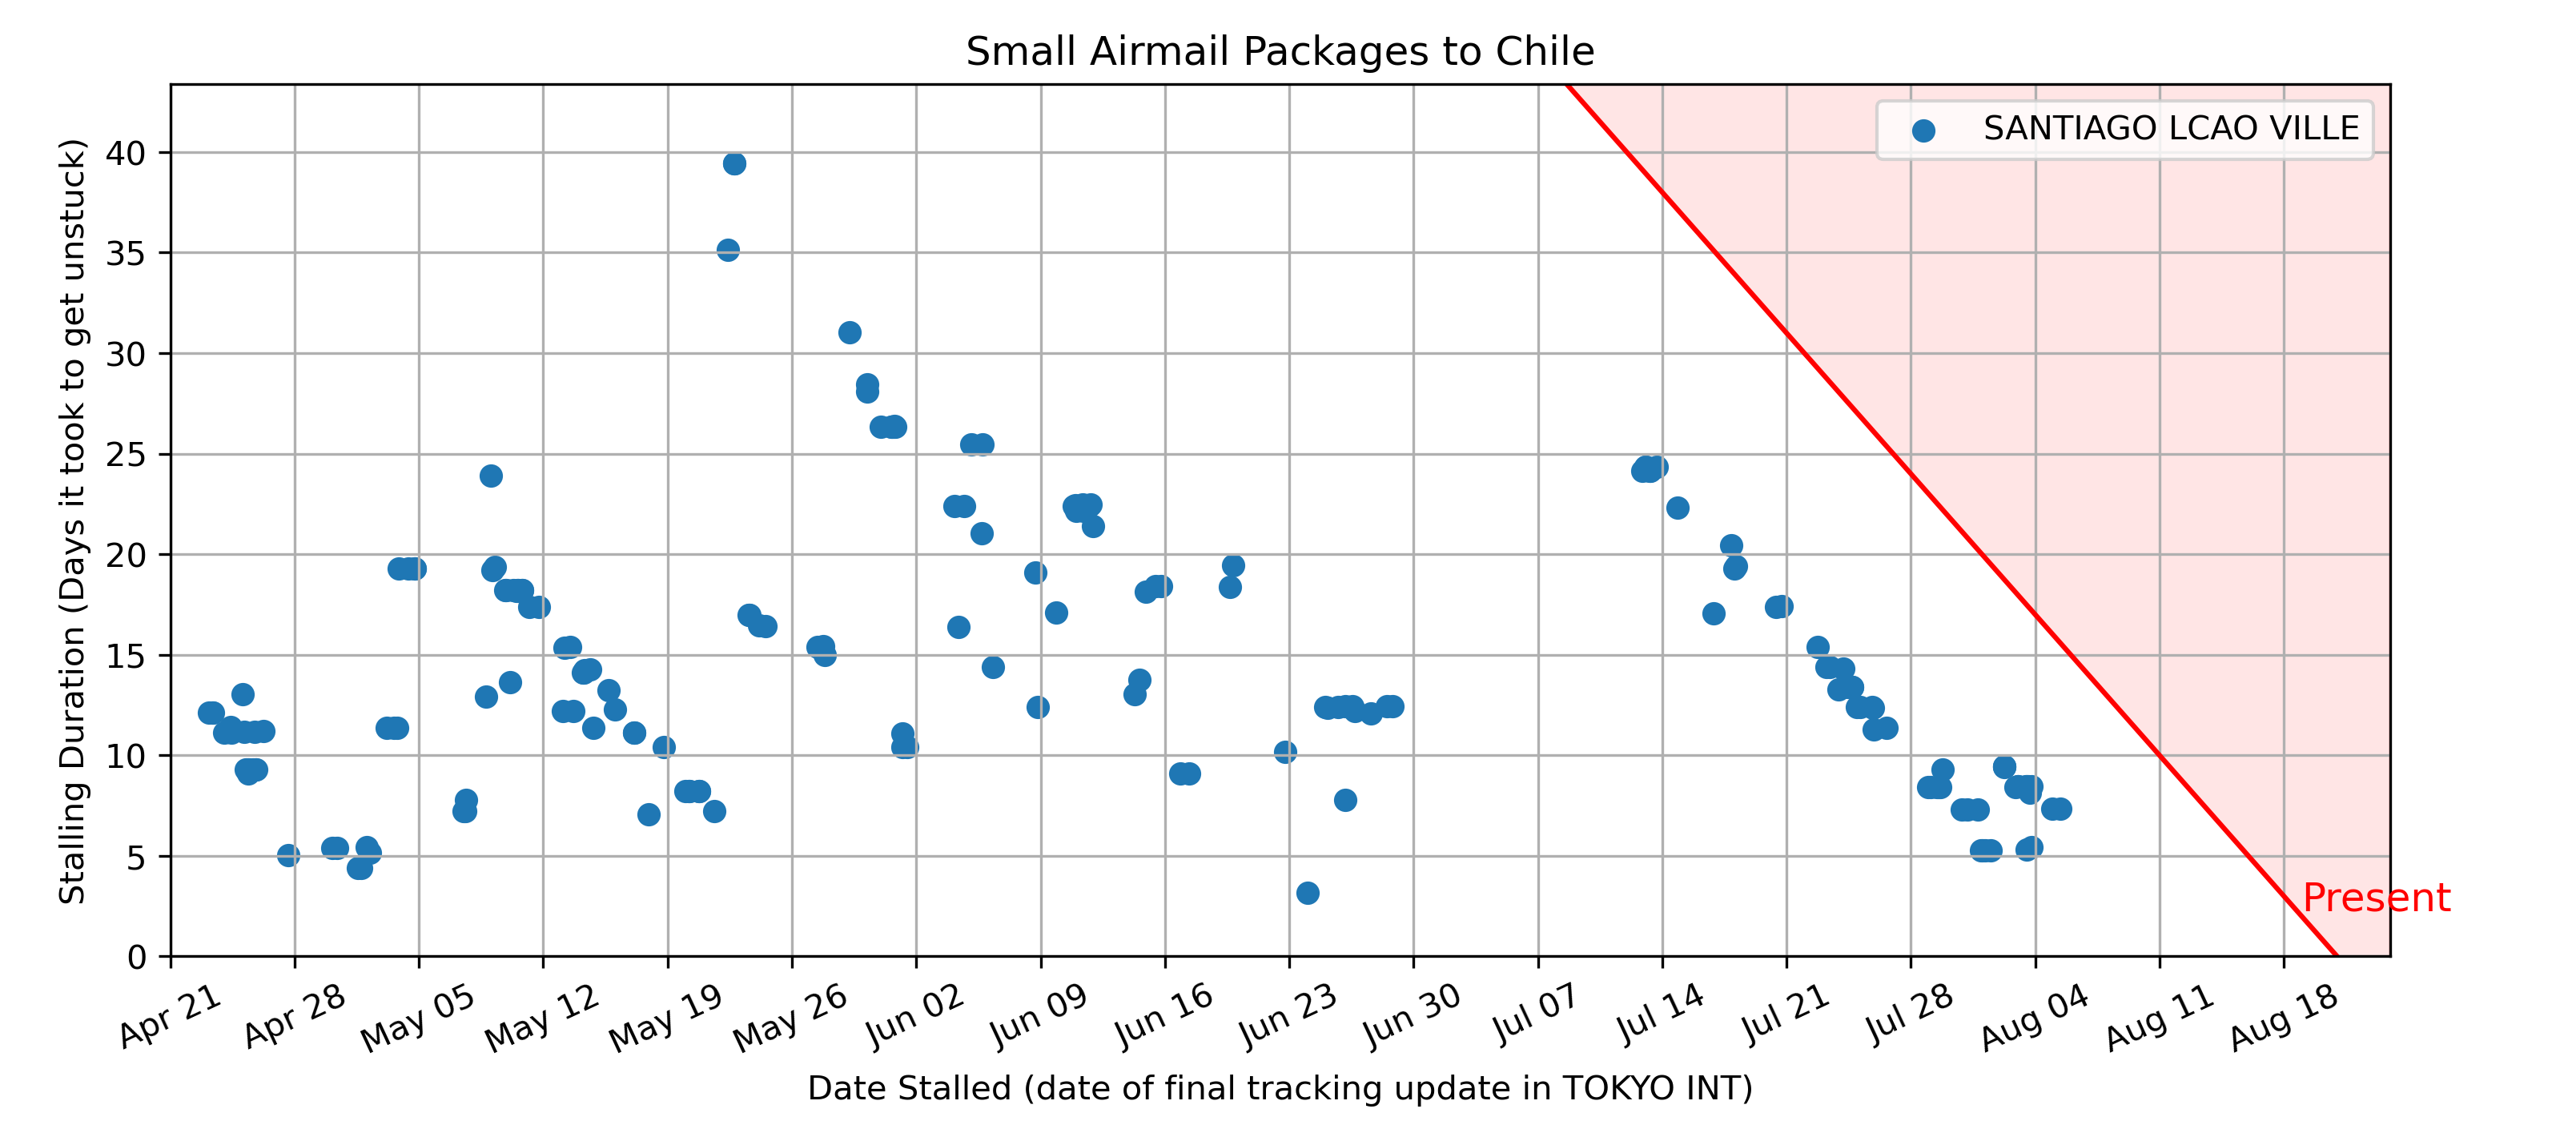 Small Airmail Packages to Chile
SANTIAGO LCAO VILLE
Stalling Duration (Days it took to get unstuck)
40
35
30
25
20
15
10
5
0
Present
Apr 21
Apr 28
May 05
May 12
May 19
May 26
Jun 02
Jun 09
Jun 16
Jun 23
Jun 30
Jul 07
Jul 14
Jul 21
Jul 28
Aug 04
Aug 11
Aug 18
Date Stalled (date of final tracking update in TOKYO INT)